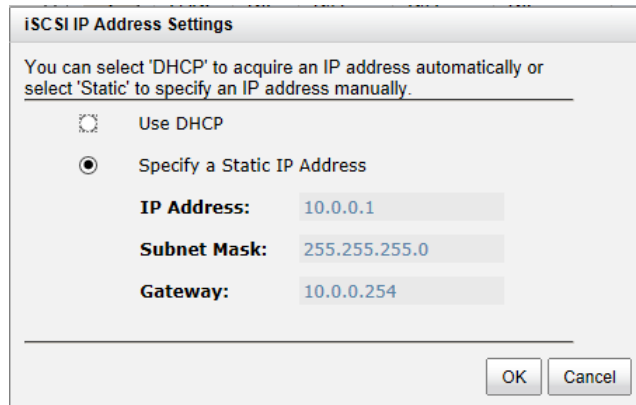 iSCSI IP Address Settings
You can select 'DHCP' to acquire an IP address automatically or
select 'Static' to specify an IP address manually.
Use DHCP
Specify a Static IP Address
IP Address: 10.0.0.1
Subnet Mask: 255.255.255.0
Gateway: 10.0.0.254
OK Cancel